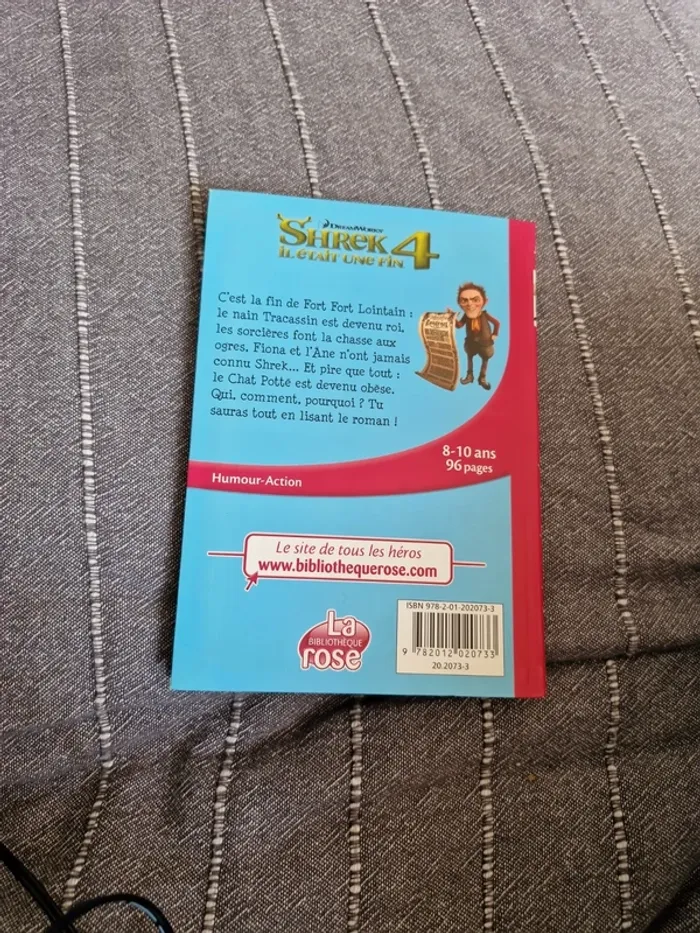 DREAMWORKS
SHREK 4
IL ÉTAIT UNE FIN
C'est la fin de Fort Fort Lointain :
le nain Tracassin est devenu roi,
les sorcières font la chasse aux
ogres, Fiona et l'Ane n'ont jamais
connu Shrek... Et pire que tout :
le Chat Potté est devenu obèse.
Qui, comment, pourquoi ? Tu
sauras tout en lisant le roman !
8-10 ans
96 pages
Humour-Action
Le site de tous les héros
www.bibliothequerose.com
La
BIBLIOTHÈQUE
rose
ISBN 978-2-01-202073-3
9 782012 020733
20.2073-3